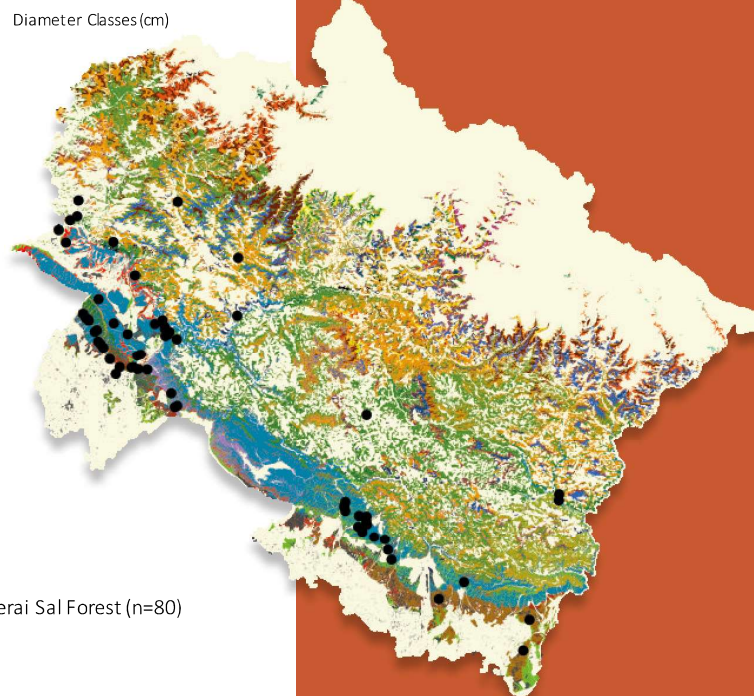 Diameter Classes (cm)
erai Sal Forest (n=80)